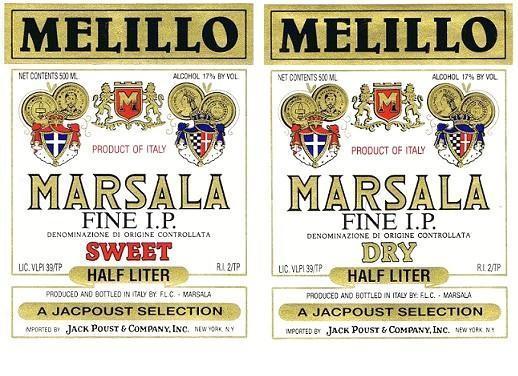 MELILLO
NET CONTENTS 500 ML. ALCOHOL 17% BY VOL
M
PRODUCT OF ITALY
MARSALA
FINE I.P.
DENOMINAZIONE DI ORIGINE CONTROLLATA
SWEET
LIC. VLPI 39/TP R.I. 2/TP
HALF LITER
PRODUCED AND BOTTLED IN ITALY BY: F.L.C. - MARSALA
A JACPOUST SELECTION
IMPORTED BY JACK POUST & COMPANY, INC. NEW YORK, N.Y.
MELILLO
NET CONTENTS 500 ML. ALCOHOL 17% BY VOL
M
PRODUCT OF ITALY
MARSALA
FINE I.P.
DENOMINAZIONE DI ORIGINE CONTROLLATA
DRY
LIC. VLPI 39/TP R.I. 2/TP
HALF LITER
PRODUCED AND BOTTLED IN ITALY BY: F.L.C. - MARSALA
A JACPOUST SELECTION
IMPORTED BY JACK POUST & COMPANY, INC. NEW YORK, N.Y.